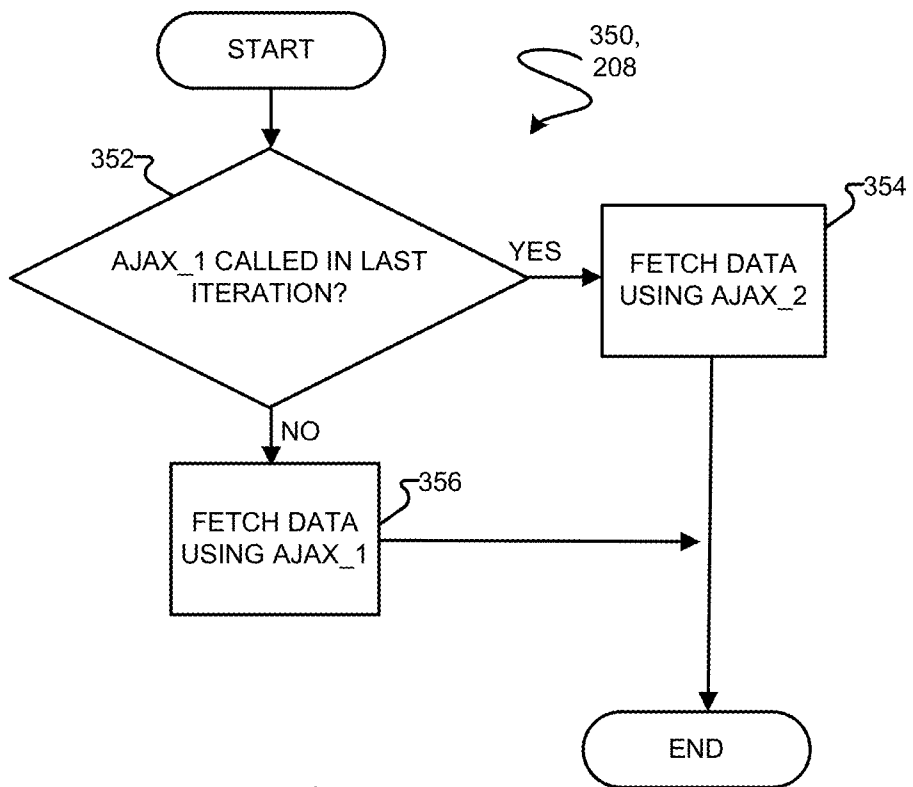 START
350,
208
352
AJAX_1 CALLED IN LAST
ITERATION?
YES
354
FETCH DATA
USING AJAX_2
NO
356
FETCH DATA
USING AJAX_1
END